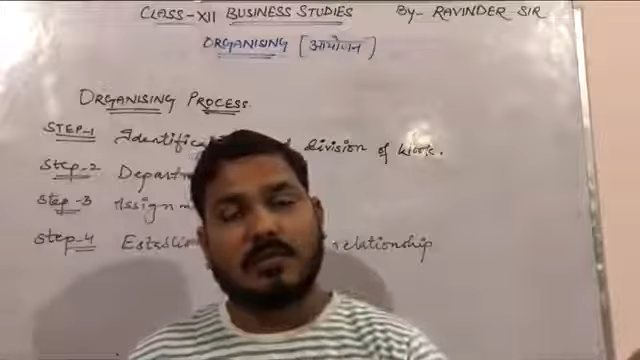 CLASS-XII BUSINESS STUDIES By- RAVINDER SIR
ORGANISING [आयोजन]
ORGANISING PROCESS.
STEP-1 division of work.
Step-2
Step-3
Step-4 relationship